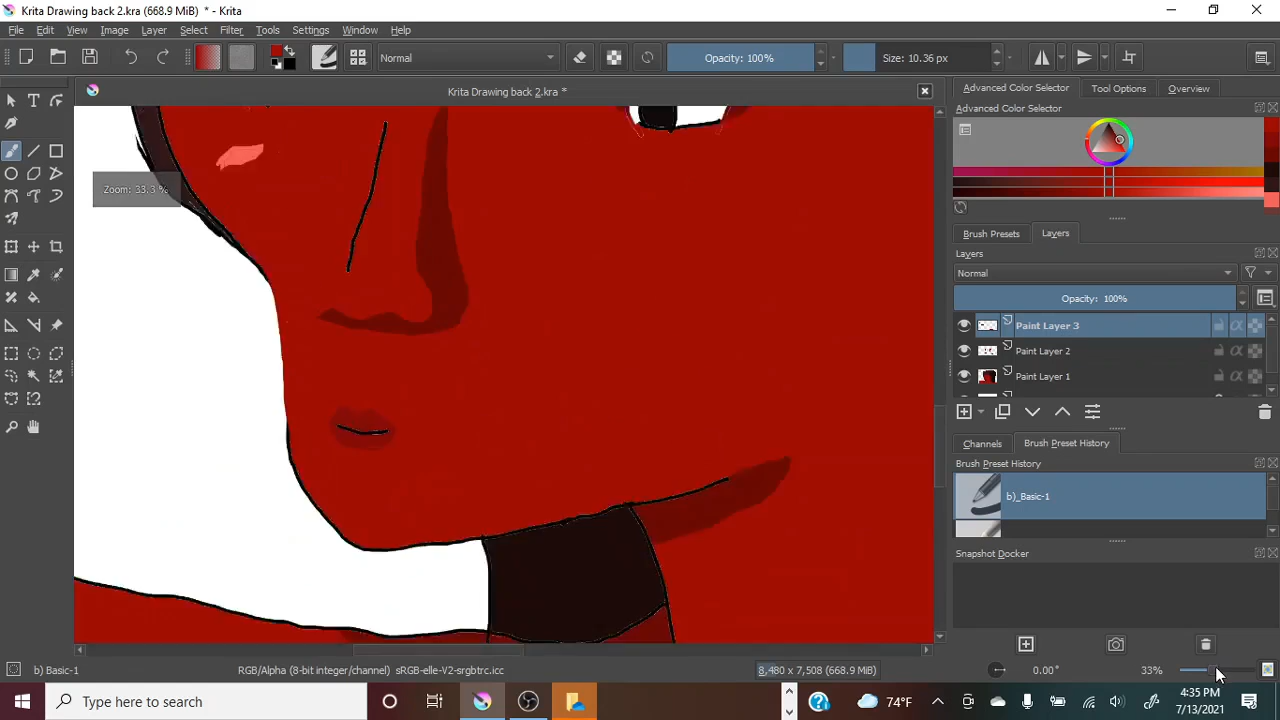 Krita Drawing back 2.kra (668.9 MiB) * - Krita
File Edit View Image Layer Select Filter Tools Settings Window Help
Normal Opacity: 100% Size: 10.36 px
Krita Drawing back 2.kra *
Advanced Color Selector Tool Options Overview
Advanced Color Selector
Zoom: 33.3 %
Brush Presets Layers
Layers
Normal
Opacity: 100%
Paint Layer 3
Paint Layer 2
Paint Layer 1
Channels Brush Preset History
Brush Preset History
b)_Basic-1
Snapshot Docker
b) Basic-1 RGB/Alpha (8-bit integer/channel) sRGB-elle-V2-srgbtrc.icc 8,480 x 7,508 (668.9 MiB) 0.00° 33%
Type here to search 74°F 4:35 PM
7/13/2021